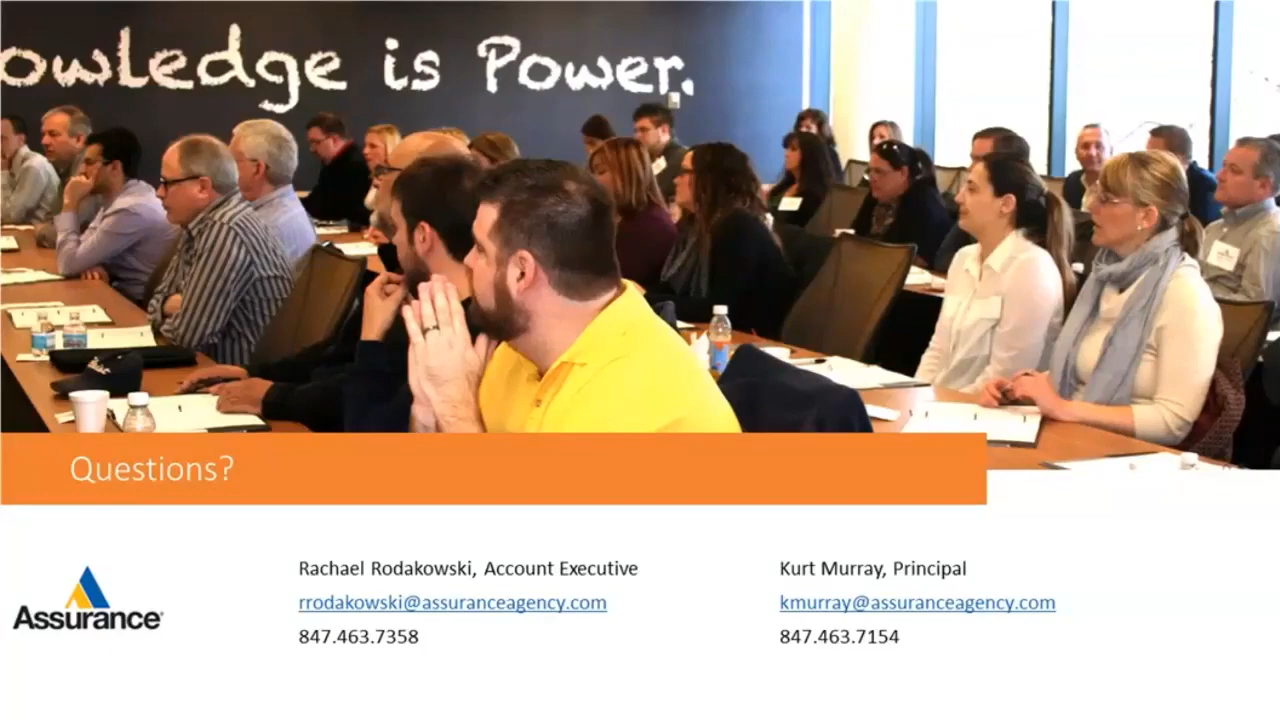 owledge is Power.
Questions?
Assurance
Rachael Rodakowski, Account Executive
rrodakowski@assuranceagency.com
847.463.7358
Kurt Murray, Principal
kmurray@assuranceagency.com
847.463.7154